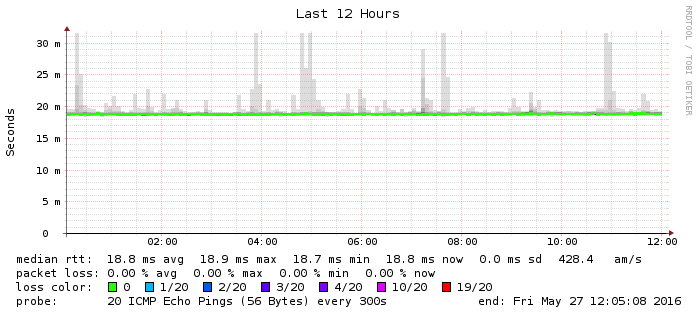 Last 12 Hours
RRDTOOL / TOBI OETIKER
Seconds
30 m
25 m
20 m
15 m
10 m
5 m
0
02:00 04:00 06:00 08:00 10:00 12:00
median rtt: 18.8 ms avg 18.9 ms max 18.7 ms min 18.8 ms now 0.0 ms sd 428.4 am/s
packet loss: 0.00 % avg 0.00 % max 0.00 % min 0.00 % now
loss color: 0 1/20 2/20 3/20 4/20 10/20 19/20
probe: 20 ICMP Echo Pings (56 Bytes) every 300s end: Fri May 27 12:05:08 2016